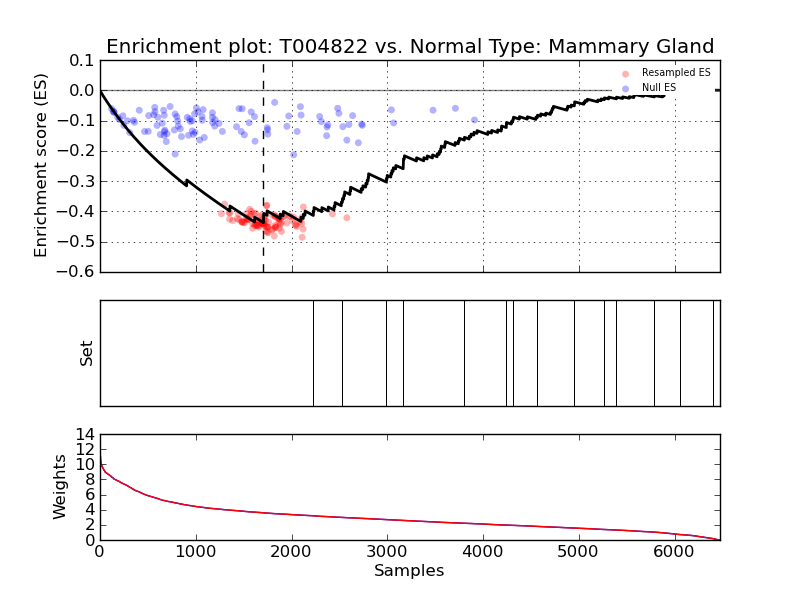 Enrichment plot: T004822 vs. Normal Type: Mammary Gland
Enrichment score (ES)
0.1
0.0
−0.1
−0.2
−0.3
−0.4
−0.5
−0.6
Resampled ES
Null ES
Set
Weights
14
12
10
8
6
4
2
0
0 1000 2000 3000 4000 5000 6000
Samples